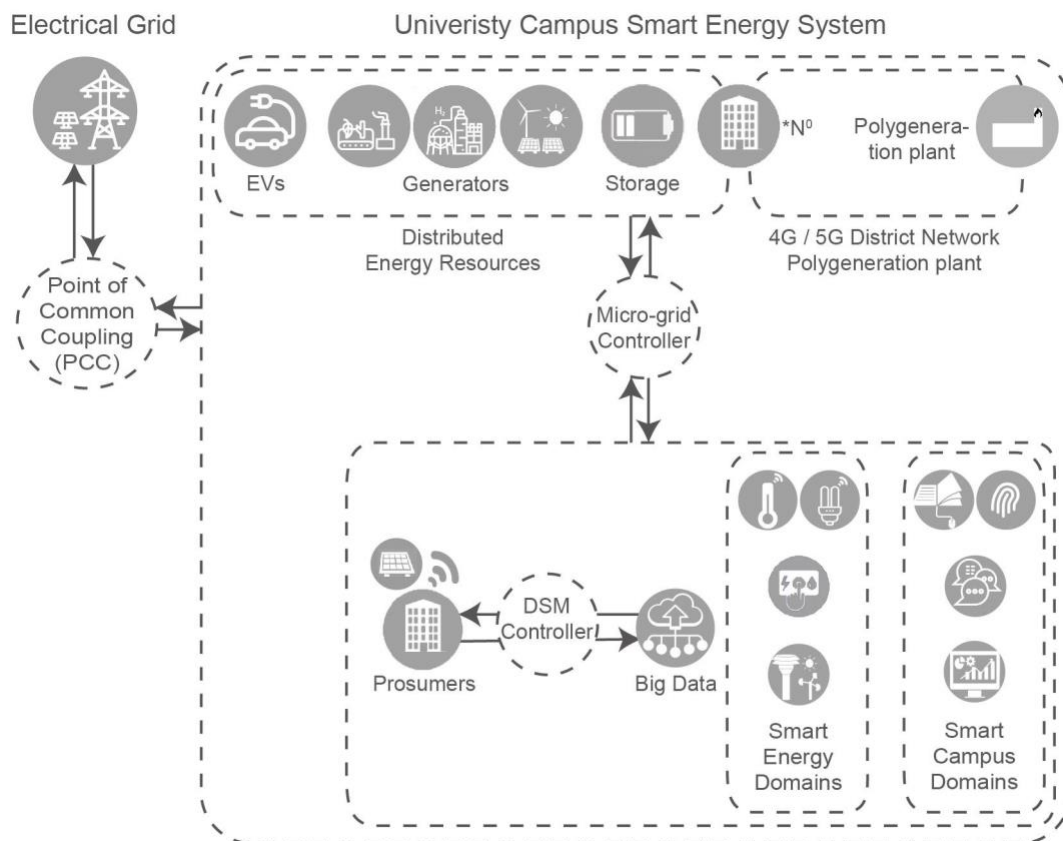 Electrical Grid
Univeristy Campus Smart Energy System
H₂
*N⁰
Polygenera-
tion plant
EVs
Generators
Storage
Distributed
Energy Resources
4G / 5G District Network
Polygeneration plant
Point of
Common
Coupling
(PCC)
Micro-grid
Controller
DSM
Controller
Prosumers
Big Data
Smart
Energy
Domains
Smart
Campus
Domains